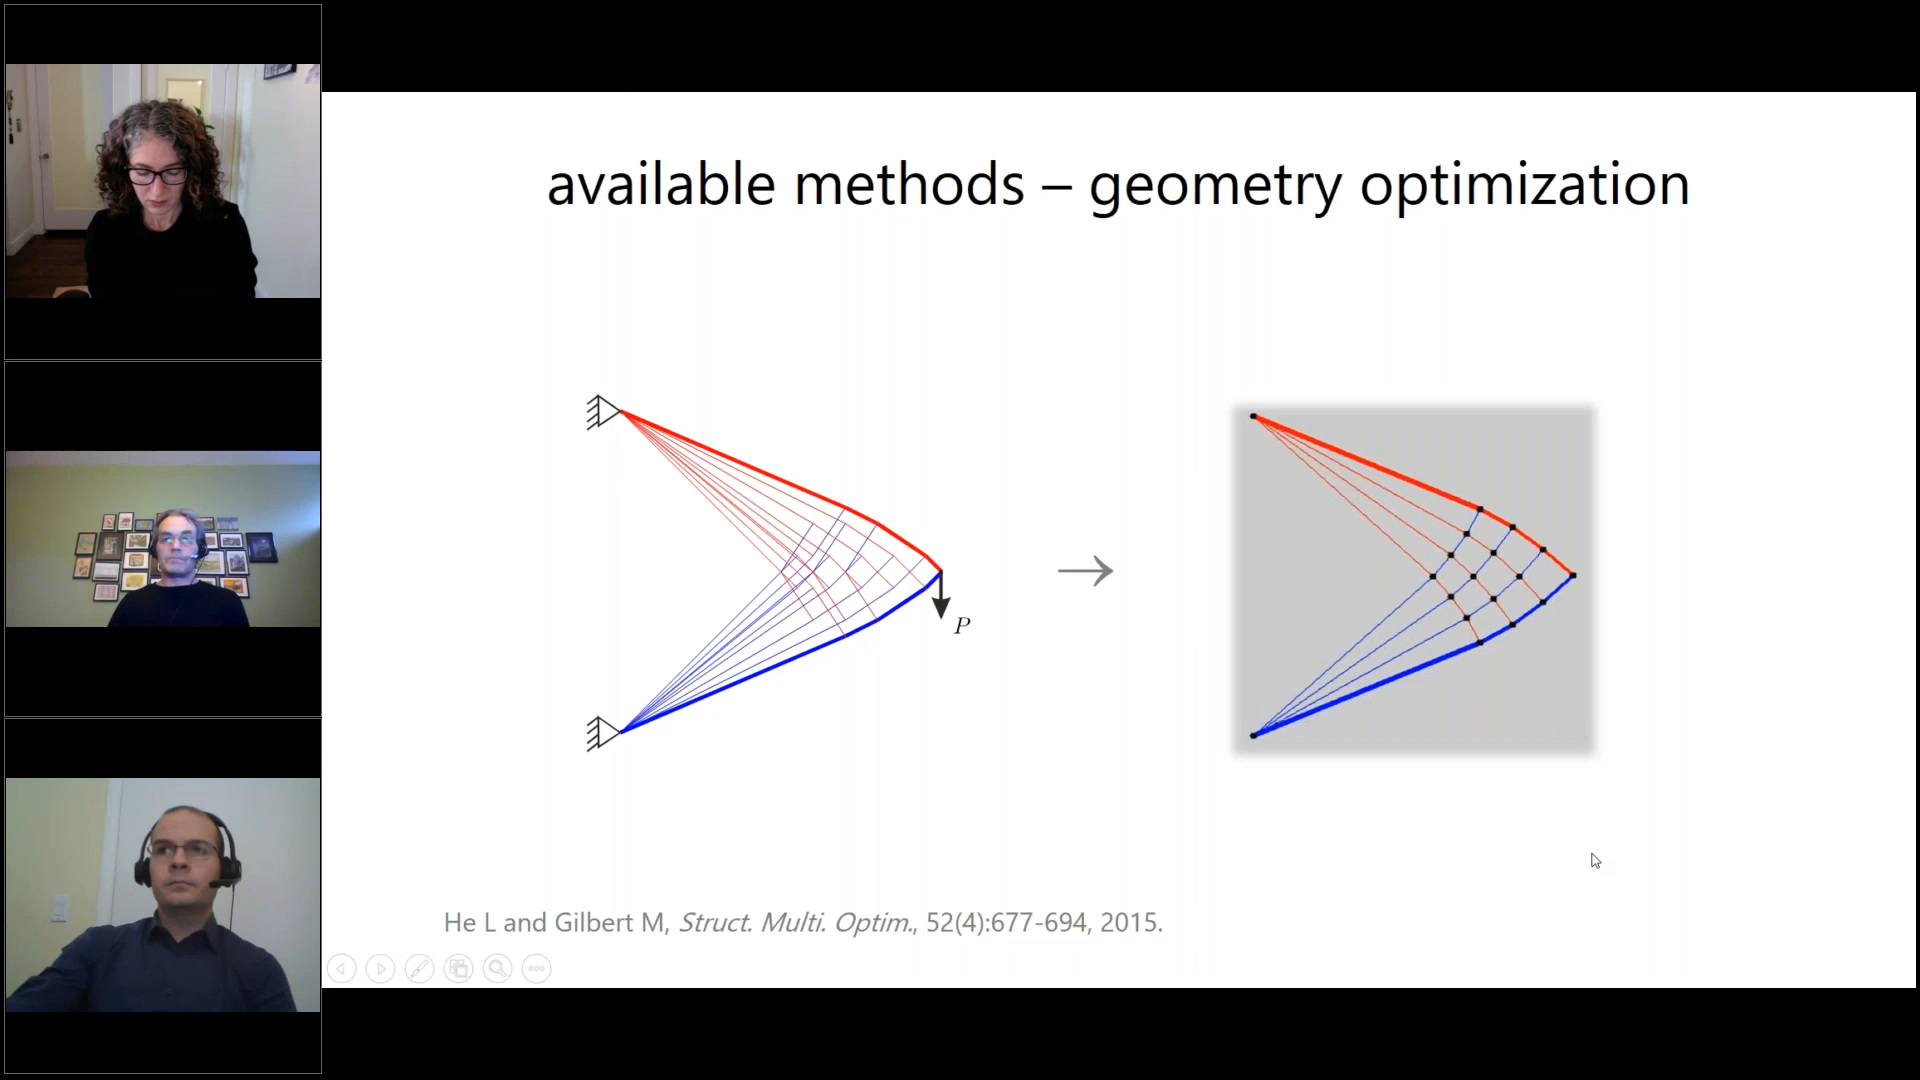 available methods – geometry optimization
P
He L and Gilbert M, Struct. Multi. Optim., 52(4):677-694, 2015.